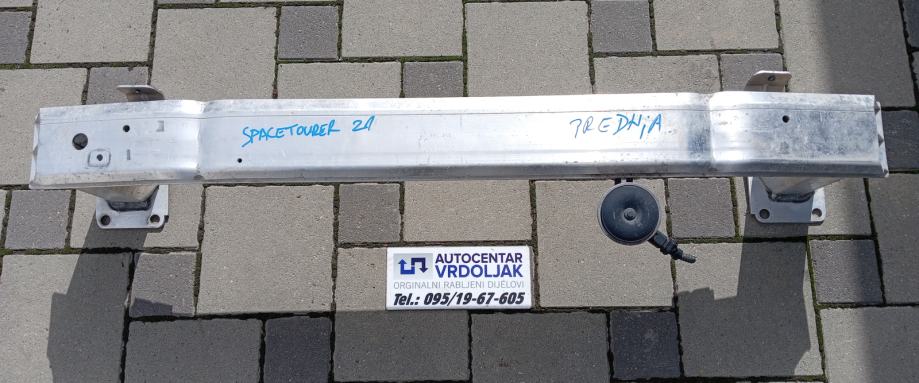 SPACETOURER 21
PREDNJA
AUTOCENTAR
VRDOLJAK
ORGINALNI RABLJENI DIJELOVI
Tel.: 095/19-67-605